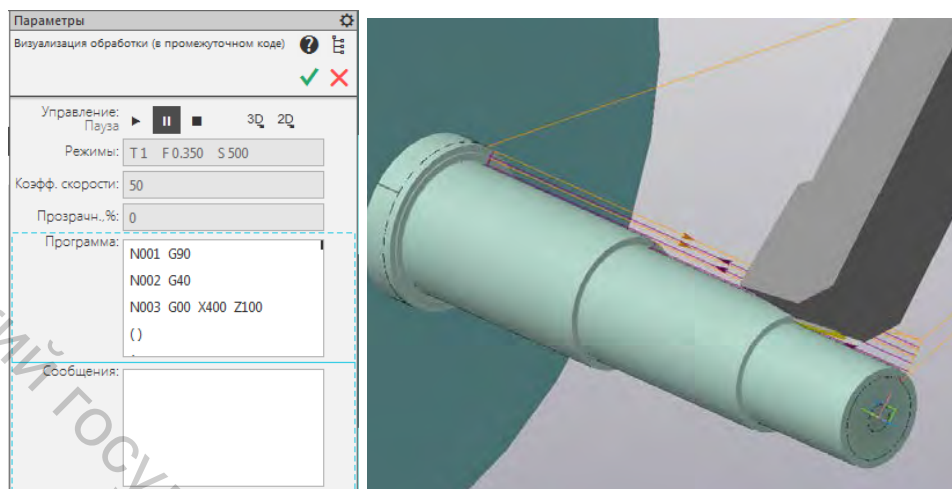 Параметры
Визуализация обработки (в промежуточном коде)
Управление:
Пауза
3D 2D
Режимы: T 1 F 0.350 S 500
Коэфф. скорости: 50
Прозрачн.,%: 0
Программа:
N001 G90
N002 G40
N003 G00 X400 Z100
( )
Сообщения: